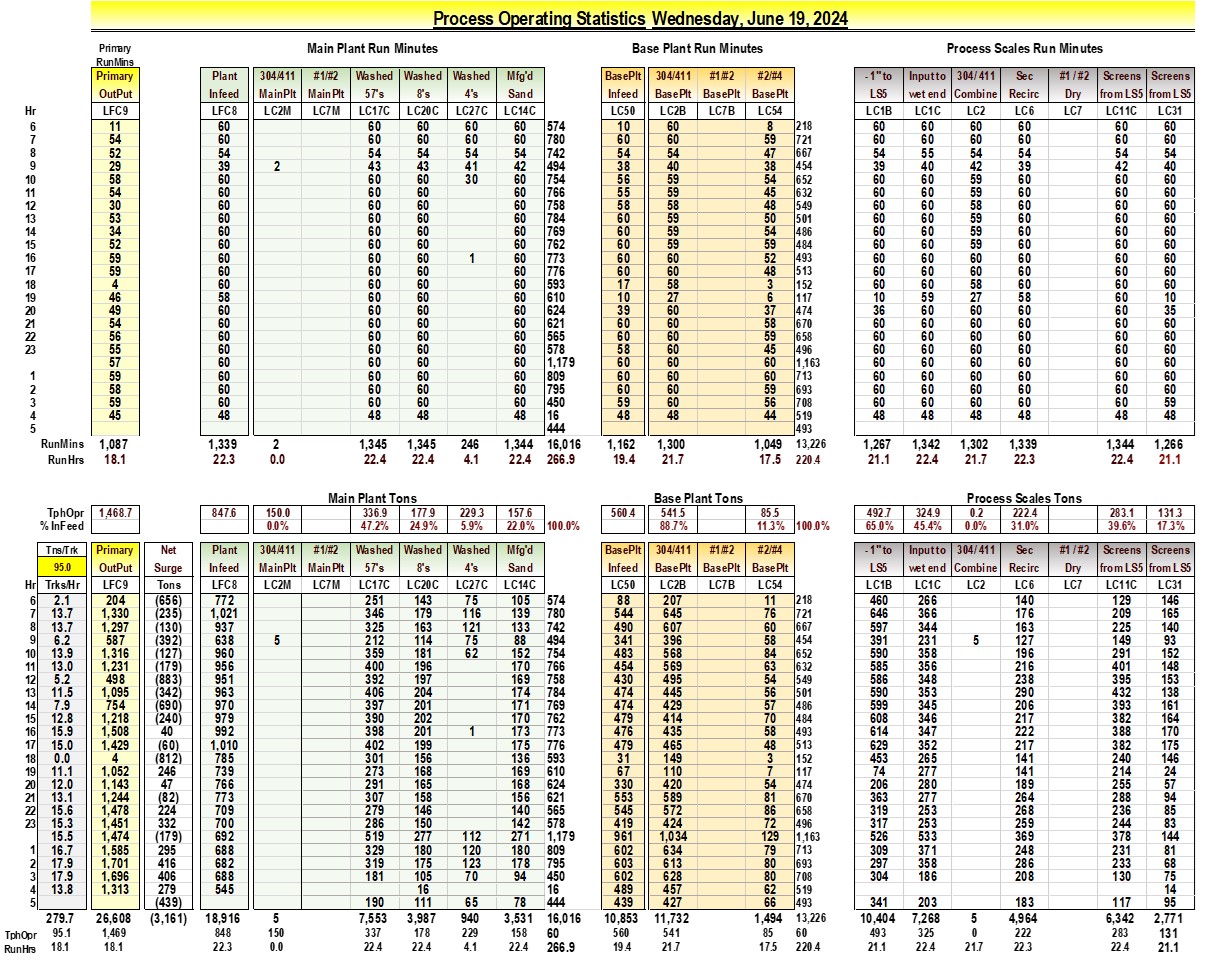 Process Operating Statistics Wednesday, June 19, 2024
Primary Main Plant Run Minutes Base Plant Run Minutes Process Scales Run Minutes
RunMins
Primary Plant 304/411 #1/#2 Washed Washed Washed Mfg'd BasePlt 304/411 #1/#2 #2/#4 - 1" to Input to 304/ 411 Sec #1 / #2 Screens Screens
OutPut Infeed MainPlt MainPlt 57's 8's 4's Sand Infeed BasePlt BasePlt BasePlt LS5 wet end Combine Recirc Dry from LS5 from LS5
Hr LFC9 LFC8 LC2M LC7M LC17C LC20C LC27C LC14C LC50 LC2B LC7B LC54 LC1B LC1C LC2 LC6 LC7 LC11C LC31
6 11 60 60 60 60 60 574 10 60 8 218 60 60 60 60 60 60
7 54 60 60 60 60 60 780 60 60 59 721 60 60 60 60 60 60
8 52 54 54 54 54 54 742 54 54 47 667 54 55 54 54 54 54
9 29 39 2 43 43 41 42 494 38 40 38 454 39 40 42 39 42 40
10 58 60 60 60 30 60 754 56 59 54 652 60 60 59 60 60 60
11 54 60 60 60 60 766 55 59 45 632 60 60 59 60 60 60
12 30 60 60 60 60 758 58 58 48 549 60 60 58 60 60 60
13 53 60 60 60 60 784 60 59 50 501 60 60 59 60 60 60
14 34 60 60 60 60 769 60 60 54 486 60 60 60 60 60 60
15 52 60 60 60 60 762 60 59 59 484 60 60 59 60 60 60
16 59 60 60 60 1 60 773 60 60 52 493 60 60 60 60 60 60
17 59 60 60 60 60 776 60 60 48 513 60 60 60 60 60 60
18 4 60 60 60 60 593 17 58 3 152 60 60 58 60 60 60
19 46 58 60 60 60 610 10 27 6 117 10 59 27 58 60 10
20 49 60 60 60 60 624 39 60 37 474 36 60 60 60 60 35
21 54 60 60 60 60 621 60 60 58 670 60 60 60 60 60 60
22 56 60 60 60 60 565 60 60 59 658 60 60 60 60 60 60
23 55 60 60 60 60 578 58 60 45 496 60 60 60 60 60 60
57 60 60 60 60 60 1,179 60 60 60 1,163 60 60 60 60 60 60
1 59 60 60 60 60 809 60 60 60 713 60 60 60 60 60 60
2 58 60 60 60 60 795 60 60 59 693 60 60 60 60 60 60
3 59 60 60 60 60 450 59 60 56 708 60 60 60 60 60 59
4 45 48 48 48 48 16 48 48 44 519 48 48 48 48 48 48
5 444 493
RunMins 1,087 1,339 2 1,345 1,345 246 1,344 16,016 1,162 1,300 1,049 13,226 1,267 1,342 1,302 1,339 1,344 1,266
RunHrs 18.1 22.3 0.0 22.4 22.4 4.1 22.4 266.9 19.4 21.7 17.5 220.4 21.1 22.4 21.7 22.3 22.4 21.1
Main Plant Tons Base Plant Tons Process Scales Tons
TphOpr 1,468.7 847.6 150.0 336.9 177.9 229.3 157.6 560.4 541.5 85.5 492.7 324.9 0.2 222.4 283.1 131.3
% InFeed 0.0% 47.2% 24.9% 5.9% 22.0% 100.0% 88.7% 11.3% 100.0% 65.0% 45.4% 0.0% 31.0% 39.6% 17.3%
Tns/Trk Primary Net Plant 304/411 #1/#2 Washed Washed Washed Mfg'd BasePlt 304/411 #1/#2 #2/#4 - 1" to Input to 304/ 411 Sec #1 / #2 Screens Screens
95.0 OutPut Surge Infeed MainPlt MainPlt 57's 8's 4's Sand Infeed BasePlt BasePlt BasePlt LS5 wet end Combine Recirc Dry from LS5 from LS5
Hr Trks/Hr LFC9 Tons LFC8 LC2M LC7M LC17C LC20C LC27C LC14C LC50 LC2B LC7B LC54 LC1B LC1C LC2 LC6 LC7 LC11C LC31
6 2.1 204 (656) 772 251 143 75 105 574 88 207 11 218 460 266 140 129 146
7 13.7 1,330 (235) 1,021 346 179 116 139 780 544 645 76 721 646 366 176 209 165
8 13.7 1,297 (130) 937 325 163 121 133 742 490 607 60 667 597 344 163 225 140
9 6.2 587 (392) 638 5 212 114 75 88 494 341 396 58 454 391 231 5 127 149 93
10 13.9 1,316 (127) 960 359 181 62 152 754 483 568 84 652 590 358 196 291 152
11 13.0 1,231 (179) 956 400 196 170 766 454 569 63 632 585 356 216 401 148
12 5.2 498 (883) 951 392 197 169 758 430 495 54 549 586 348 238 395 153
13 11.5 1,095 (342) 963 406 204 174 784 474 445 56 501 590 353 290 432 138
14 7.9 754 (690) 970 397 201 171 769 474 429 57 486 599 345 206 393 161
15 12.8 1,218 (240) 979 390 202 170 762 479 414 70 484 608 346 217 382 164
16 15.9 1,508 40 992 398 201 1 173 773 476 435 58 493 614 347 222 388 170
17 15.0 1,429 (60) 1,010 402 199 175 776 479 465 48 513 629 352 217 382 175
18 0.0 4 (812) 785 301 156 136 593 31 149 3 152 453 265 141 240 146
19 11.1 1,052 246 739 273 168 169 610 67 110 7 117 74 277 141 214 24
20 12.0 1,143 47 766 291 165 168 624 330 420 54 474 206 280 189 255 57
21 13.1 1,244 (82) 773 307 158 156 621 553 589 81 670 363 277 264 288 94
22 15.6 1,478 224 709 279 146 140 565 545 572 86 658 319 253 268 236 85
23 15.3 1,451 332 700 286 150 142 578 419 424 72 496 317 253 259 244 83
15.5 1,474 (179) 692 519 277 112 271 1,179 961 1,034 129 1,163 526 533 369 378 144
1 16.7 1,585 295 688 329 180 120 180 809 602 634 79 713 309 371 248 231 81
2 17.9 1,701 416 682 319 175 123 178 795 603 613 80 693 297 358 286 233 68
3 17.9 1,696 406 688 181 105 70 94 450 602 628 80 708 304 186 208 130 75
4 13.8 1,313 279 545 16 16 489 457 62 519 14
5 (439) 190 111 65 78 444 439 427 66 493 341 203 183 117 95
279.7 26,608 (3,161) 18,916 5 7,553 3,987 940 3,531 16,016 10,853 11,732 1,494 13,226 10,404 7,268 5 4,964 6,342 2,771
TphOpr 95.1 1,469 848 150 337 178 229 158 60 560 541 85 60 493 325 0 222 283 131
RunHrs 18.1 18.1 22.3 0.0 22.4 22.4 4.1 22.4 266.9 19.4 21.7 17.5 220.4 21.1 22.4 21.7 22.3 22.4 21.1